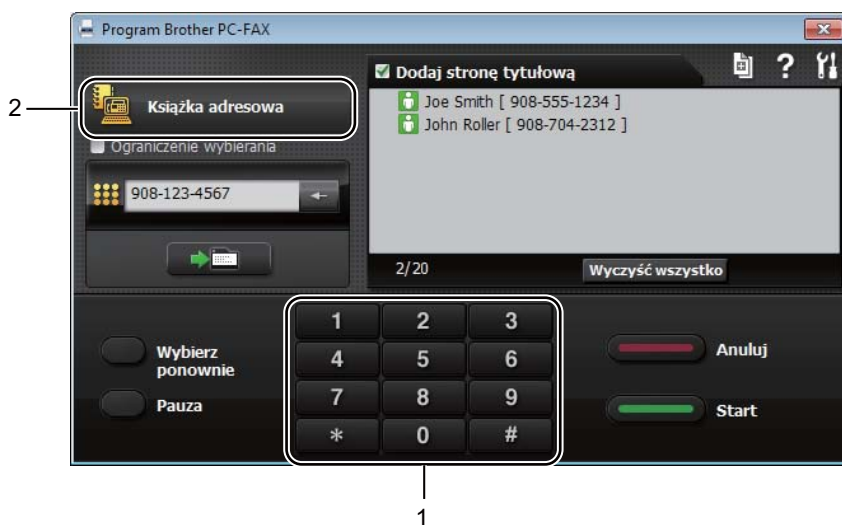 Program Brother PC-FAX
2
Książka adresowa
Ograniczenie wybierania
908-123-4567
Dodaj stronę tytułową
?
Joe Smith [ 908-555-1234 ]
John Roller [ 908-704-2312 ]
2/20
Wyczyść wszystko
Wybierz
ponownie
Pauza
1 2 3
4 5 6
7 8 9
* 0 #
Anuluj
Start
1